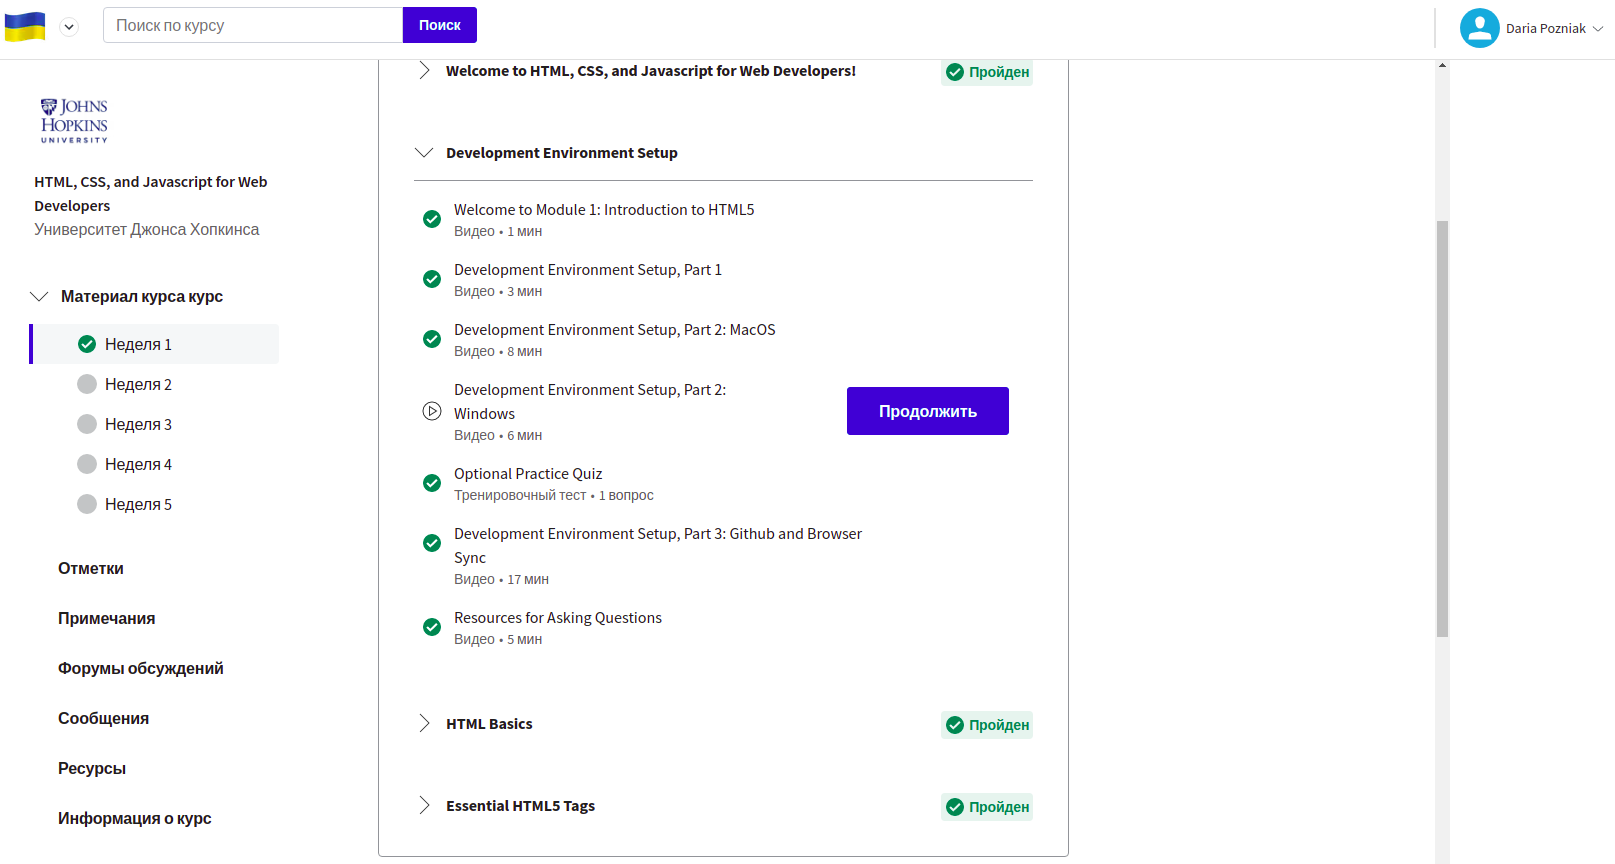 Поиск по курсу
Поиск
Daria Pozniak
JOHNS
HOPKINS
UNIVERSITY
HTML, CSS, and Javascript for Web
Developers
Университет Джонса Хопкинса
Материал курса курс
Неделя 1
Неделя 2
Неделя 3
Неделя 4
Неделя 5
Отметки
Примечания
Форумы обсуждений
Сообщения
Ресурсы
Информация о курс
Welcome to HTML, CSS, and Javascript for Web Developers!
Пройден
Development Environment Setup
Welcome to Module 1: Introduction to HTML5
Видео • 1 мин
Development Environment Setup, Part 1
Видео • 3 мин
Development Environment Setup, Part 2: MacOS
Видео • 8 мин
Development Environment Setup, Part 2:
Windows
Видео • 6 мин
Продолжить
Optional Practice Quiz
Тренировочный тест • 1 вопрос
Development Environment Setup, Part 3: Github and Browser
Sync
Видео • 17 мин
Resources for Asking Questions
Видео • 5 мин
HTML Basics
Пройден
Essential HTML5 Tags
Пройден